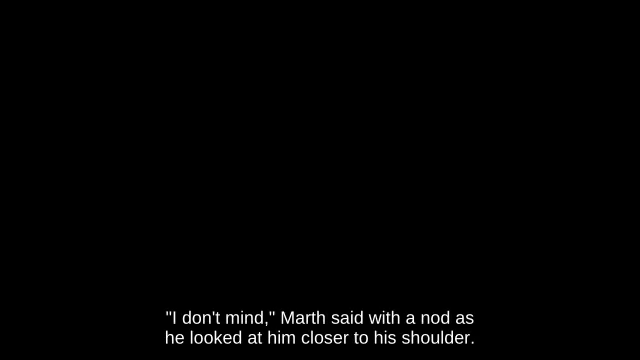 "I don't mind," Marth said with a nod as
he looked at him closer to his shoulder.